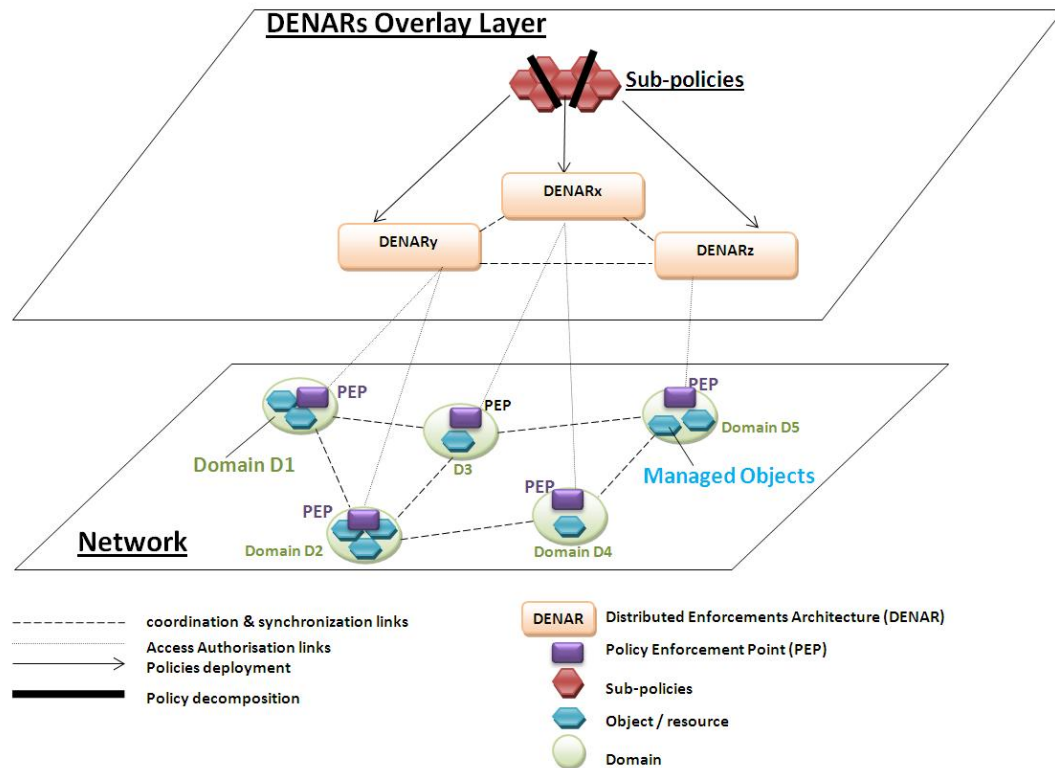 DENARs Overlay Layer
Sub-policies
DENARx
DENARy
DENARz
PEP
PEP
PEP
Domain D5
Domain D1
D3
Managed Objects
PEP
PEP
Network
Domain D2
Domain D4
coordination & synchronization links
Access Authorisation links
Policies deployment
Policy decomposition
DENAR
Distributed Enforcements Architecture (DENAR)
Policy Enforcement Point (PEP)
Sub-policies
Object / resource
Domain